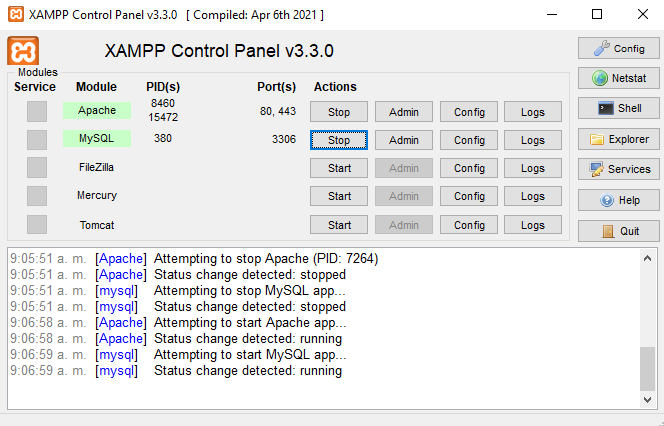 XAMPP Control Panel v3.3.0 [ Compiled: Apr 6th 2021 ]
XAMPP Control Panel v3.3.0
Config
Modules
Service Module PID(s) Port(s) Actions
Netstat
Apache 8460 15472 80, 443 Stop Admin Config Logs
Shell
MySQL 380 3306 Stop Admin Config Logs
Explorer
FileZilla Start Admin Config Logs
Services
Mercury Start Admin Config Logs
Help
Tomcat Start Admin Config Logs
Quit
9:05:51 a. m. [Apache] Attempting to stop Apache (PID: 7264)
9:05:51 a. m. [Apache] Status change detected: stopped
9:05:51 a. m. [mysql] Attempting to stop MySQL app...
9:05:51 a. m. [mysql] Status change detected: stopped
9:06:58 a. m. [Apache] Attempting to start Apache app...
9:06:58 a. m. [Apache] Status change detected: running
9:06:59 a. m. [mysql] Attempting to start MySQL app...
9:06:59 a. m. [mysql] Status change detected: running